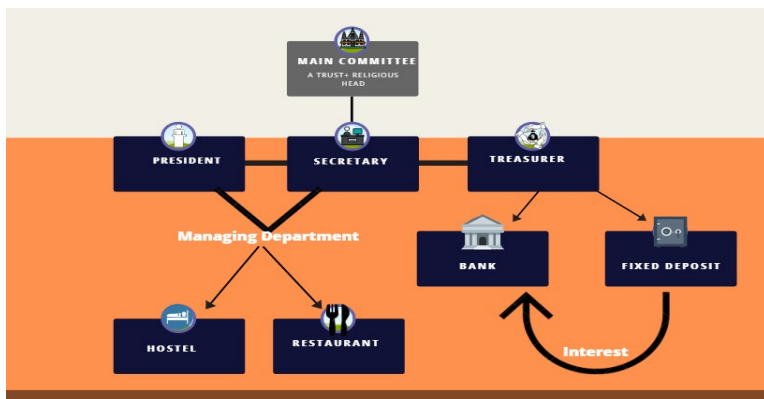 MAIN COMMITTEE
A TRUST+ RELIGIOUS
HEAD
PRESIDENT
SECRETARY
TREASURER
Managing Department
BANK
FIXED DEPOSIT
HOSTEL
RESTAURANT
Interest